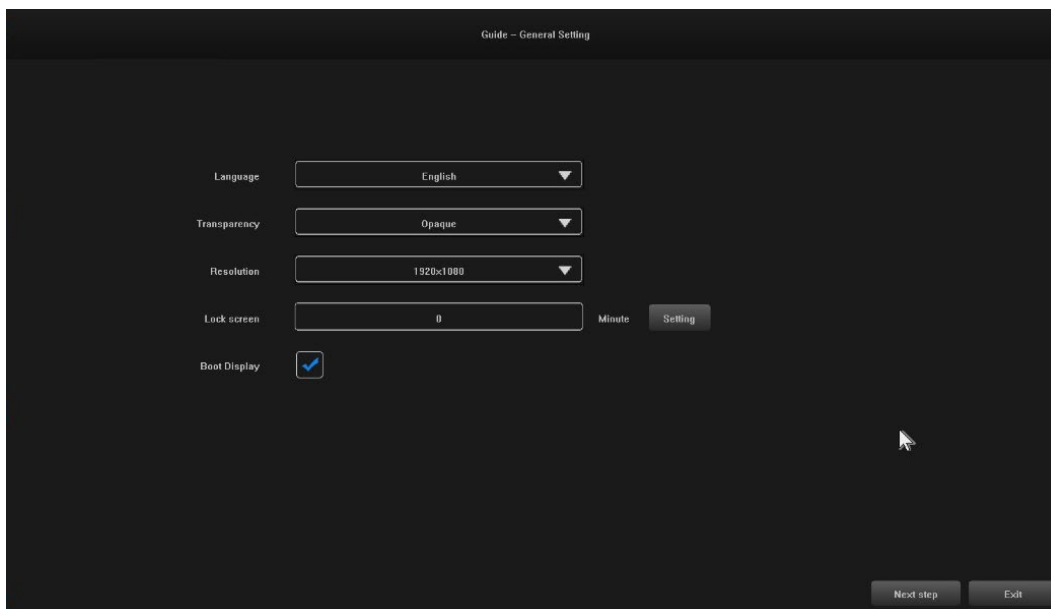 Guide – General Setting
Language English
Transparency Opaque
Resolution 1920x1080
Lock screen 0 Minute Setting
Boot Display
Next step Exit